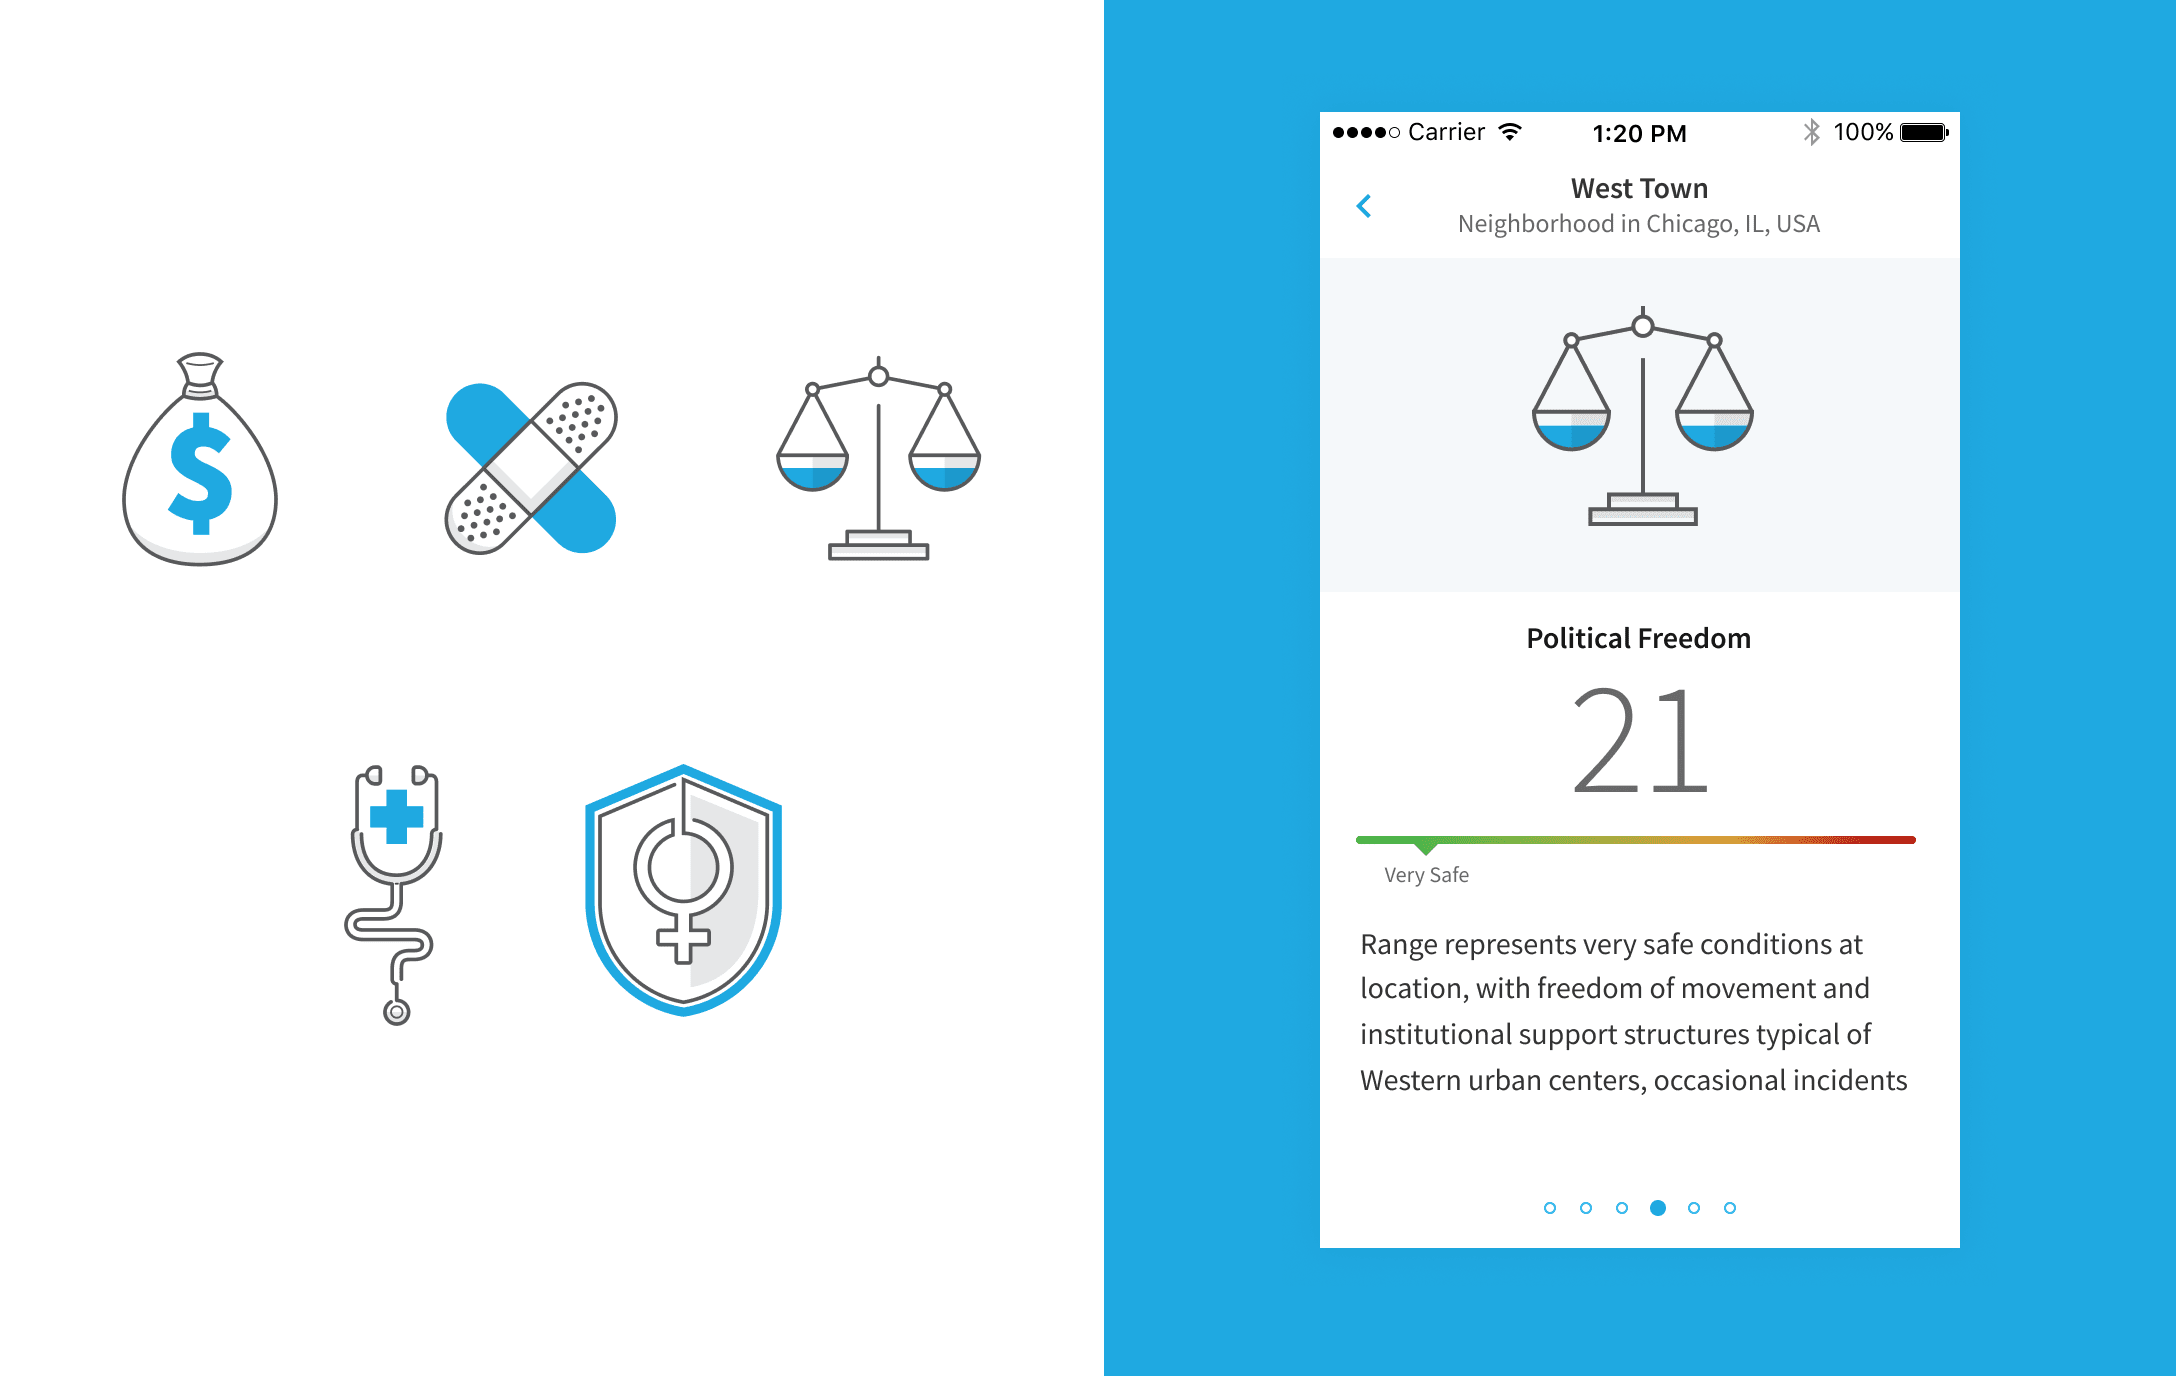 $
Carrier 1:20 PM 100%
West Town
Neighborhood in Chicago, IL, USA
Political Freedom
21
Very Safe
Range represents very safe conditions at
location, with freedom of movement and
institutional support structures typical of
Western urban centers, occasional incidents